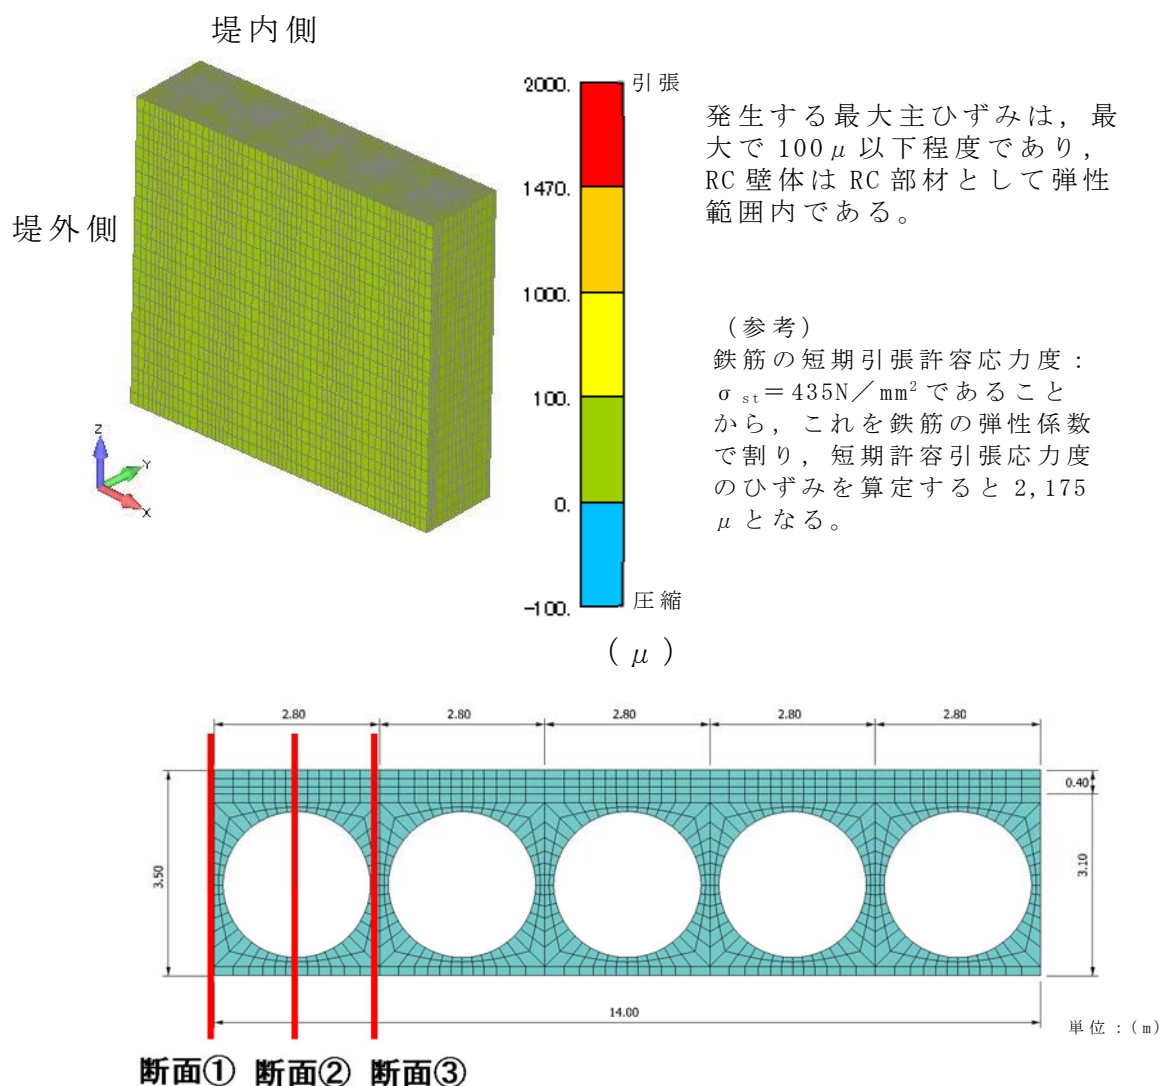 堤内側
堤外側
Z
Y
X
2000.
1470.
1000.
100.
0.
-100.
引張
圧縮
(μ)
発生する最大主ひずみは，最
大で100μ以下程度であり，
RC壁体はRC部材として弾性
範囲内である。
（参考）
鉄筋の短期引張許容応力度：
σst＝435N／mm²であること
から，これを鉄筋の弾性係数
で割り，短期許容引張応力度
のひずみを算定すると2,175
μとなる。
2.80 2.80 2.80 2.80 2.80
0.40
3.50
3.10
14.00
単位：(m)
断面① 断面② 断面③